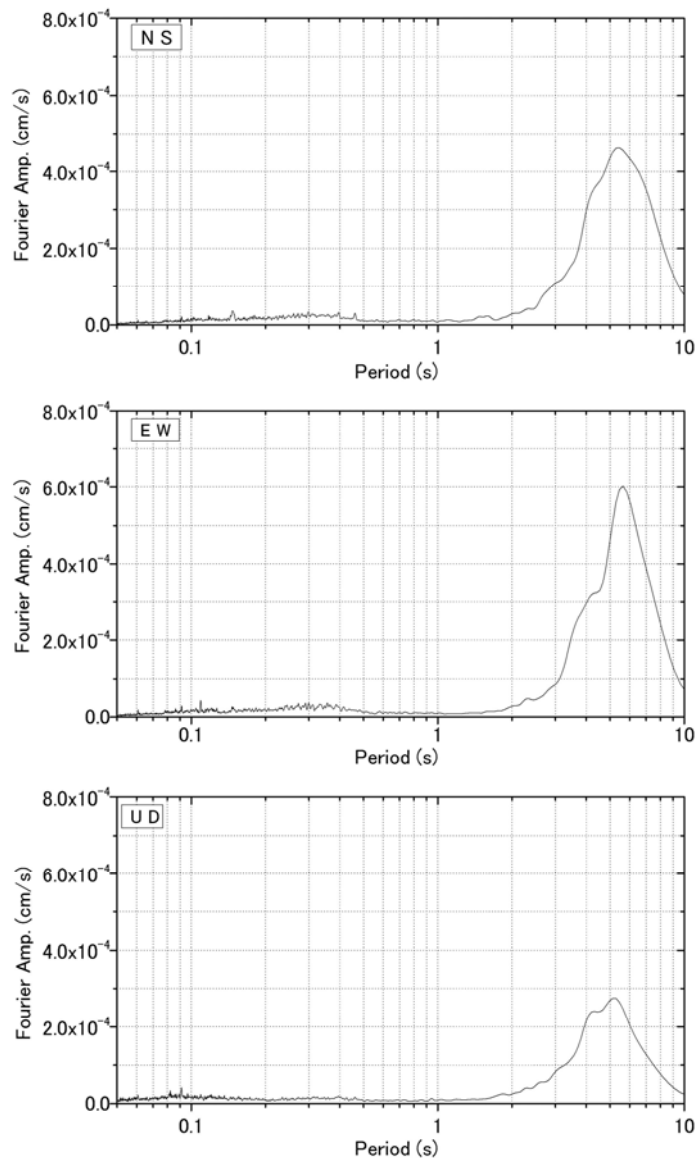 8.0x10⁻⁴
N S
6.0x10⁻⁴
4.0x10⁻⁴
2.0x10⁻⁴
0.0
Fourier Amp. (cm/s)
0.1 1 10
Period (s)
8.0x10⁻⁴
E W
6.0x10⁻⁴
4.0x10⁻⁴
2.0x10⁻⁴
0.0
Fourier Amp. (cm/s)
0.1 1 10
Period (s)
8.0x10⁻⁴
U D
6.0x10⁻⁴
4.0x10⁻⁴
2.0x10⁻⁴
0.0
Fourier Amp. (cm/s)
0.1 1 10
Period (s)